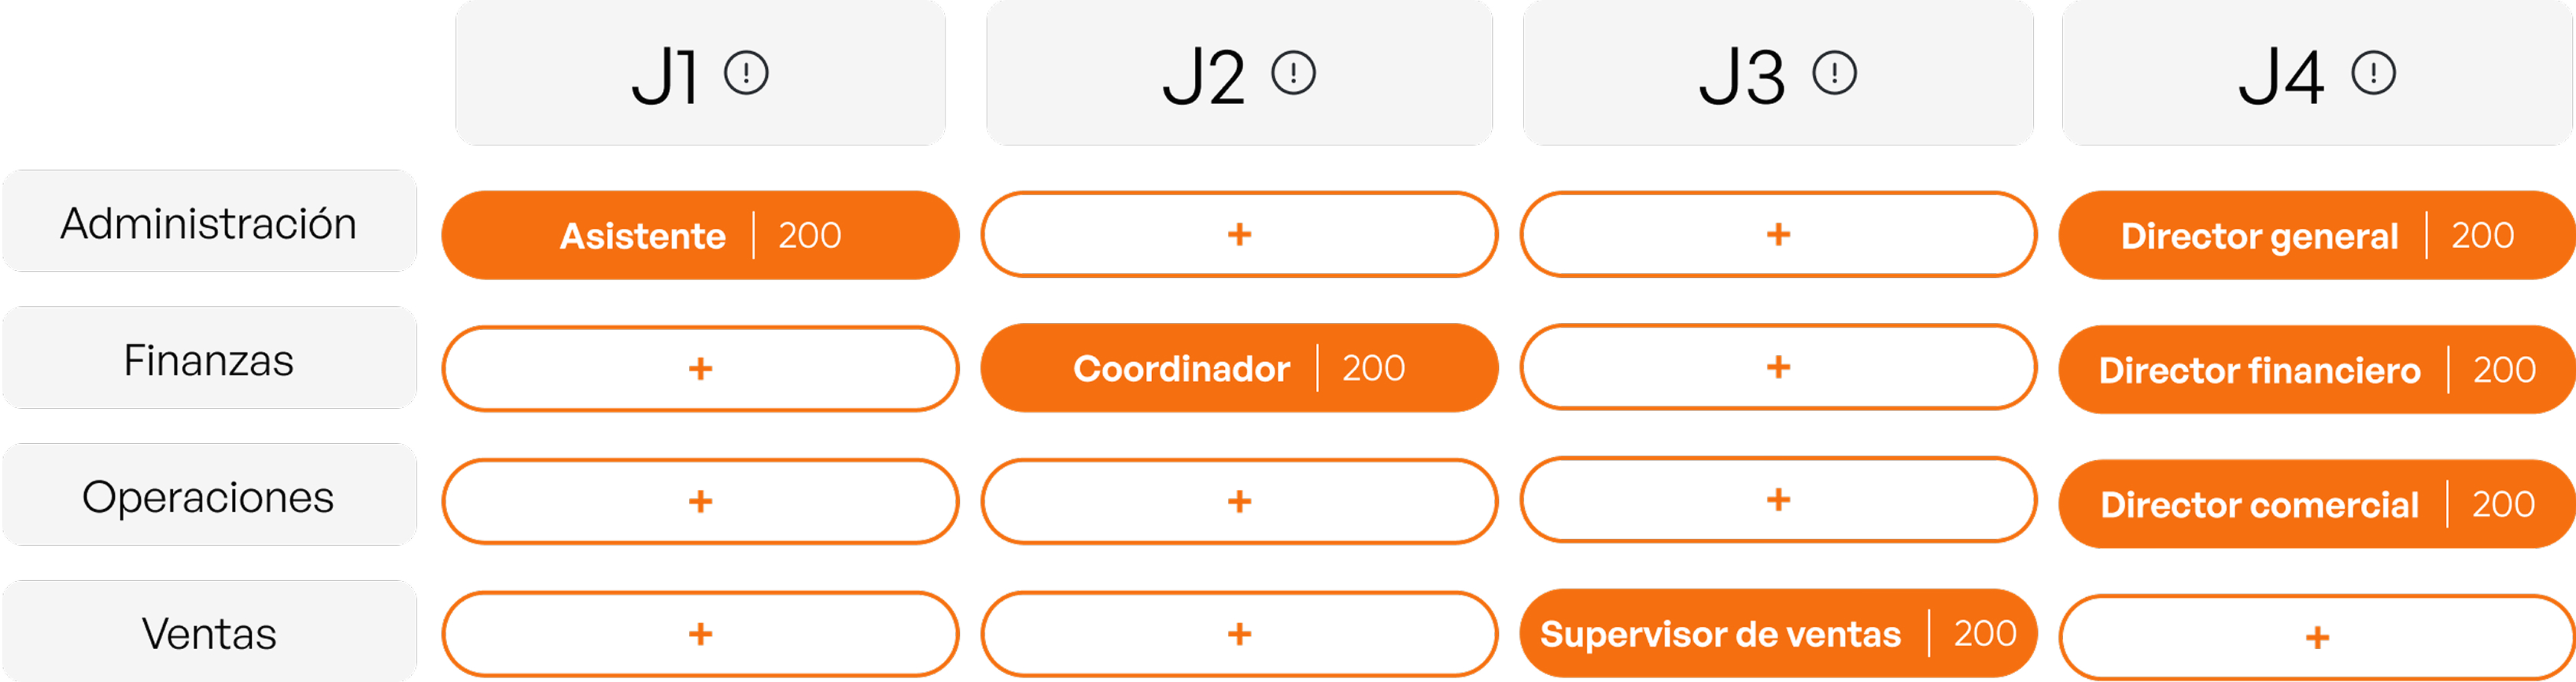 J1 ! J2 ! J3 ! J4 !
Administración Asistente | 200 + + Director general | 200
Finanzas + Coordinador | 200 + Director financiero | 200
Operaciones + + + Director comercial | 200
Ventas + + Supervisor de ventas | 200 +